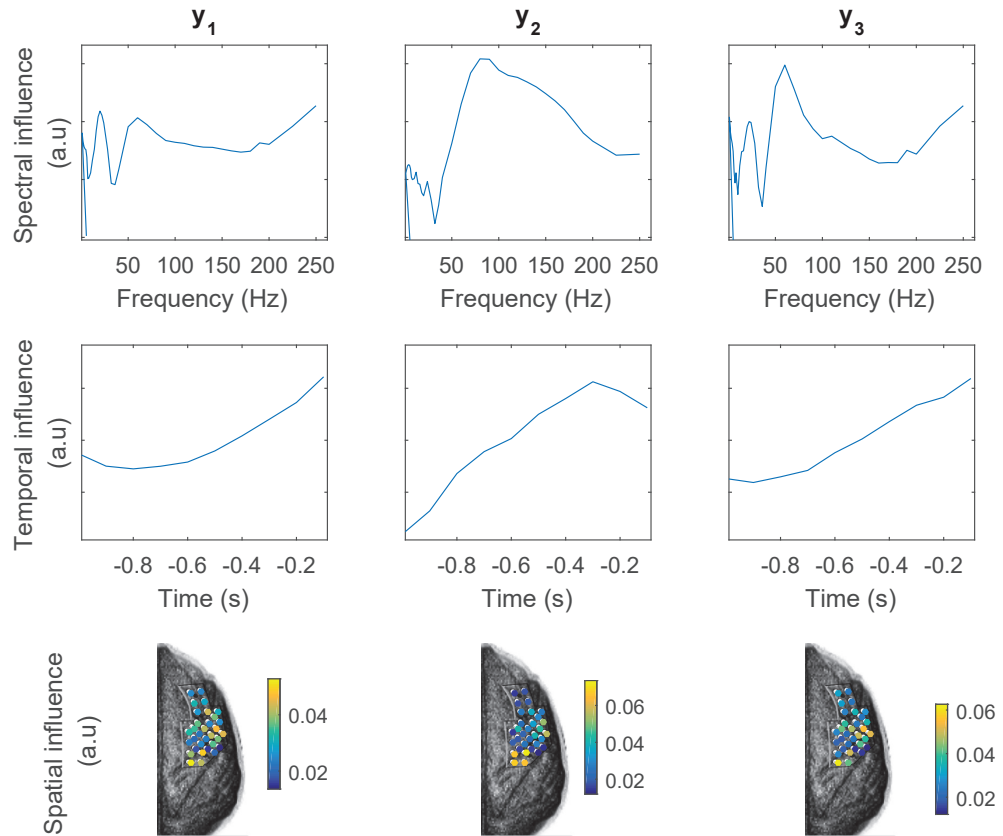 y1 y2 y3
Spectral influence
(a.u)
50 100 150 200 250 50 100 150 200 250 50 100 150 200 250
Frequency (Hz) Frequency (Hz) Frequency (Hz)
Temporal influence
(a.u)
-0.8 -0.6 -0.4 -0.2 -0.8 -0.6 -0.4 -0.2 -0.8 -0.6 -0.4 -0.2
Time (s) Time (s) Time (s)
Spatial influence
(a.u)
0.04
0.02
0.06
0.04
0.02
0.06
0.04
0.02